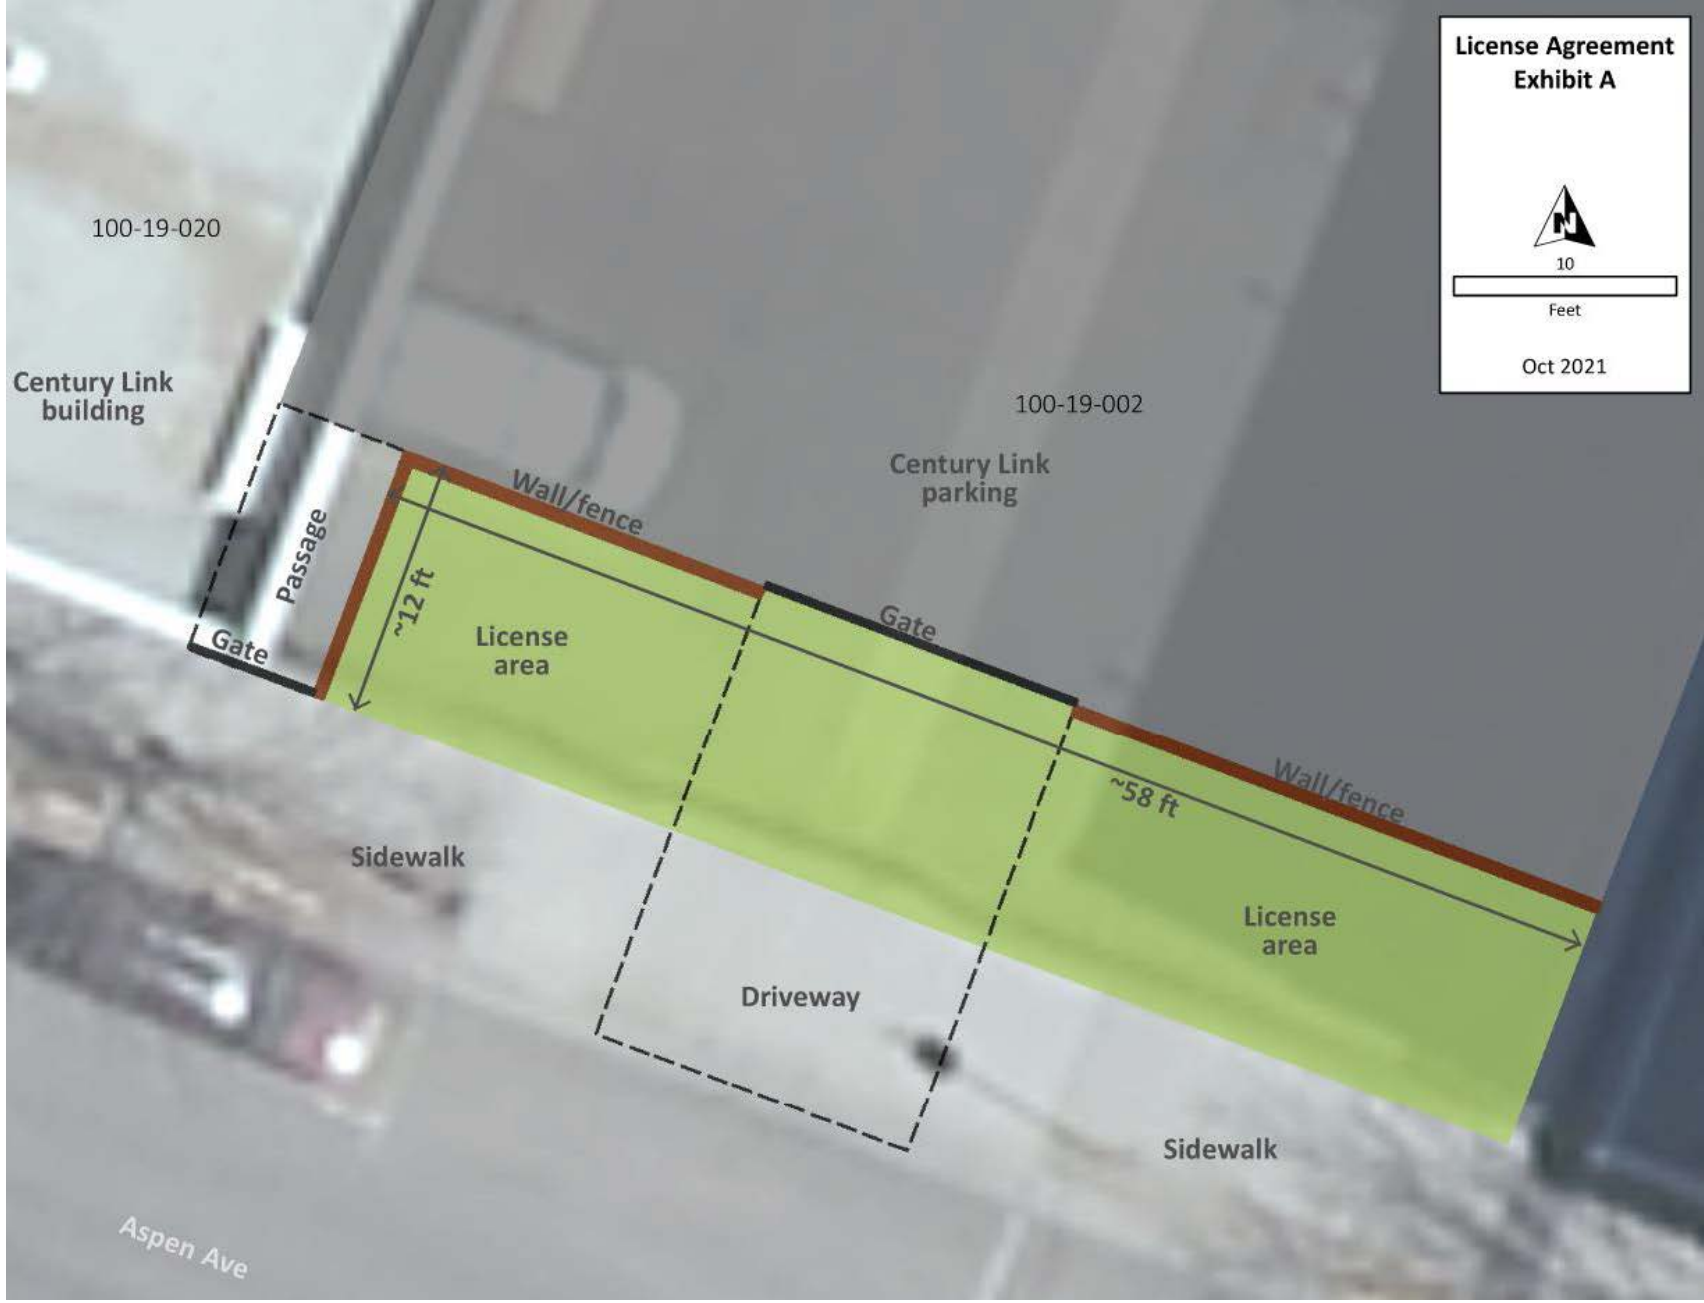 License Agreement
Exhibit A
N
10
Feet
Oct 2021
100-19-020
Century Link
building
100-19-002
Century Link
parking
Wall/fence
Passage
~12 ft
Gate
License
area
Gate
Wall/fence
~58 ft
License
area
Sidewalk
Driveway
Sidewalk
Aspen Ave